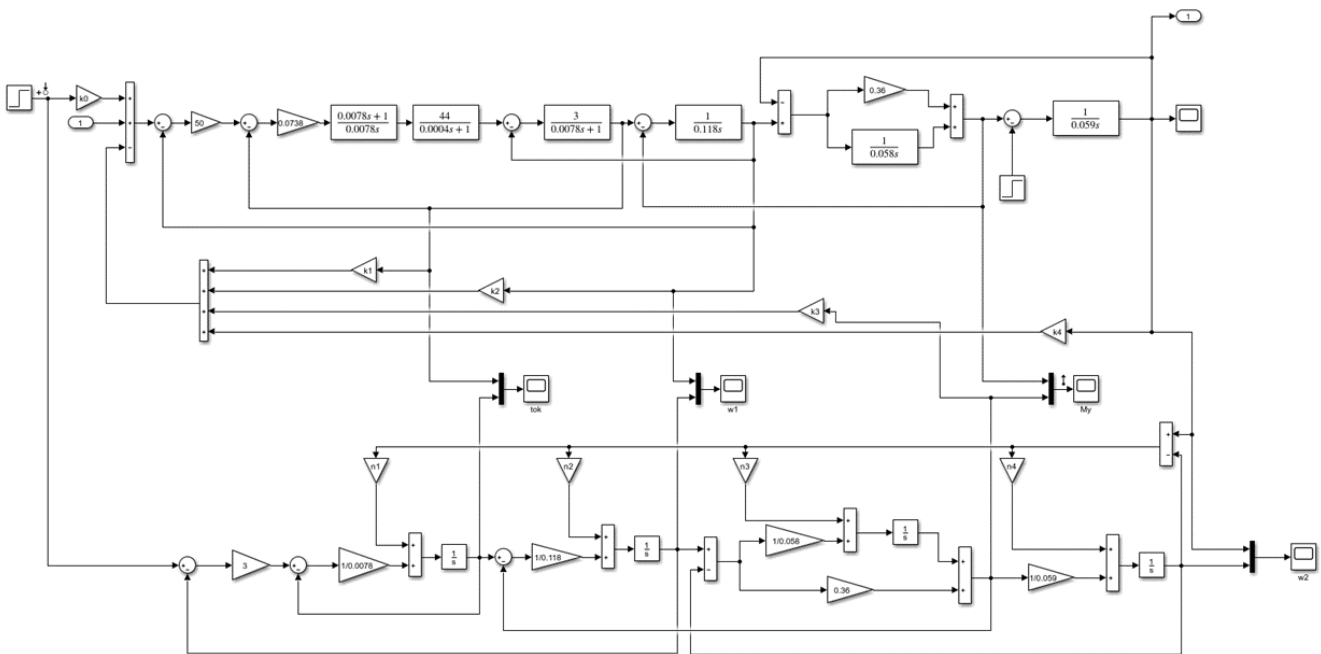 1
k0
1
50
0.0738
0.0078s + 1
0.0078s
44
0.0004s + 1
3
0.0078s + 1
1
0.118s
0.36
1
0.058s
1
0.059s
k1
k2
k3
k4
tok
w1
My
n1
n2
n3
n4
3
1/0.0078
1
s
1/0.118
1
s
1/0.058
1
s
0.36
1/0.059
1
s
w2